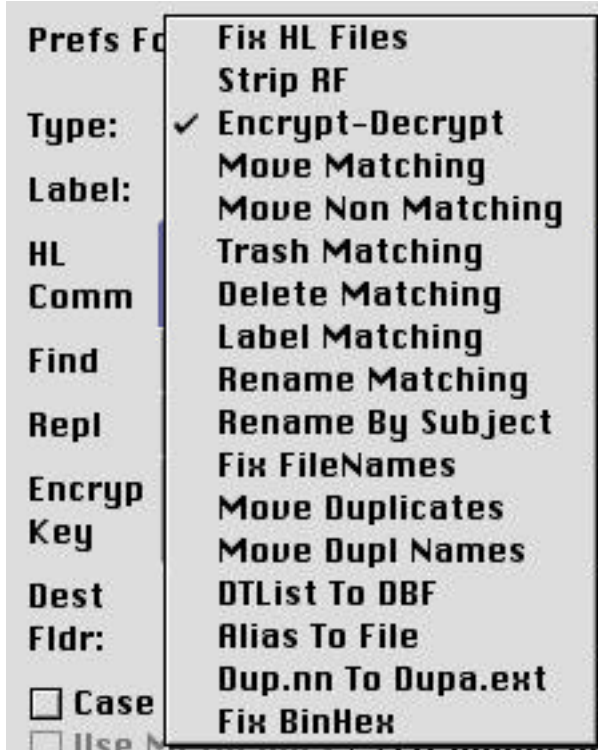 Prefs Fo
Type:
Label:
HL
Comm
Find
Repl
Encryp
Key
Dest
Fldr:
Case
Fix HL Files
Strip RF
✓ Encrypt-Decrypt
Move Matching
Move Non Matching
Trash Matching
Delete Matching
Label Matching
Rename Matching
Rename By Subject
Fix FileNames
Move Duplicates
Move Dupl Names
DTList To DBF
Alias To File
Dup.nn To Dupa.ext
Fix BinHex